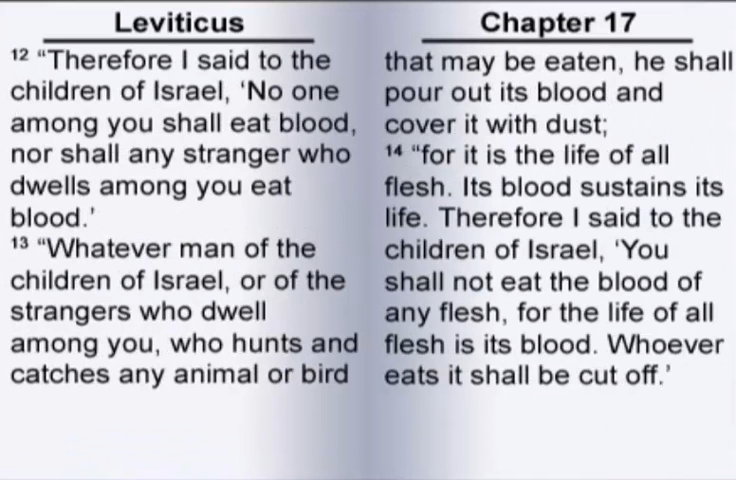 Leviticus
¹² “Therefore I said to the
children of Israel, ‘No one
among you shall eat blood,
nor shall any stranger who
dwells among you eat
blood.’
¹³ “Whatever man of the
children of Israel, or of the
strangers who dwell
among you, who hunts and
catches any animal or bird
Chapter 17
that may be eaten, he shall
pour out its blood and
cover it with dust;
¹⁴ “for it is the life of all
flesh. Its blood sustains its
life. Therefore I said to the
children of Israel, ‘You
shall not eat the blood of
any flesh, for the life of all
flesh is its blood. Whoever
eats it shall be cut off.’